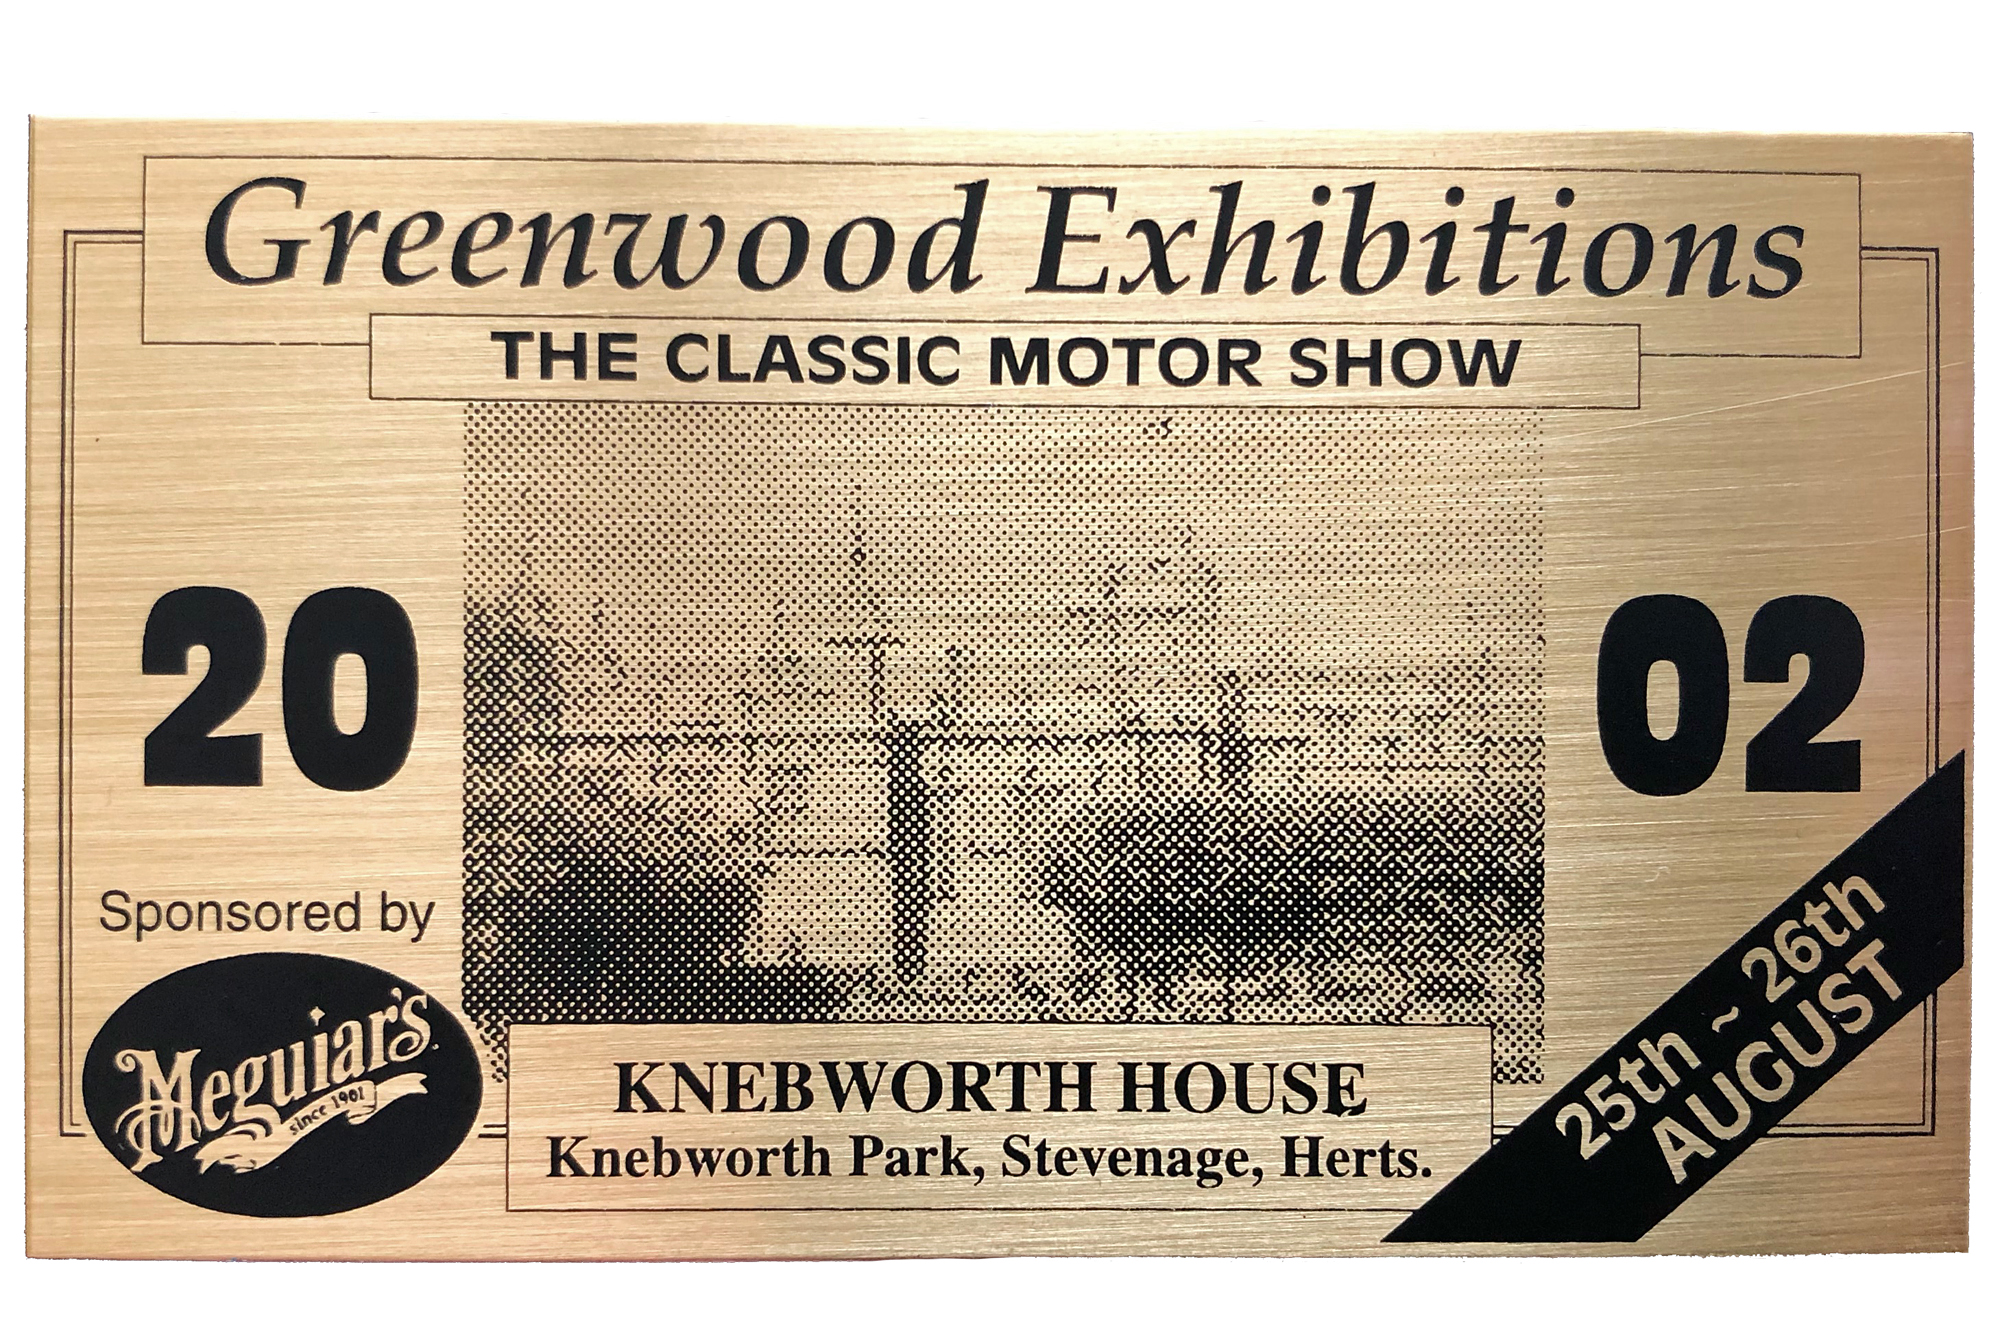 Greenwood Exhibitions
THE CLASSIC MOTOR SHOW
20 02
Sponsored by
Meguiar's
since 1901
KNEBWORTH HOUSE
Knebworth Park, Stevenage, Herts.
25th ~ 26th
AUGUST